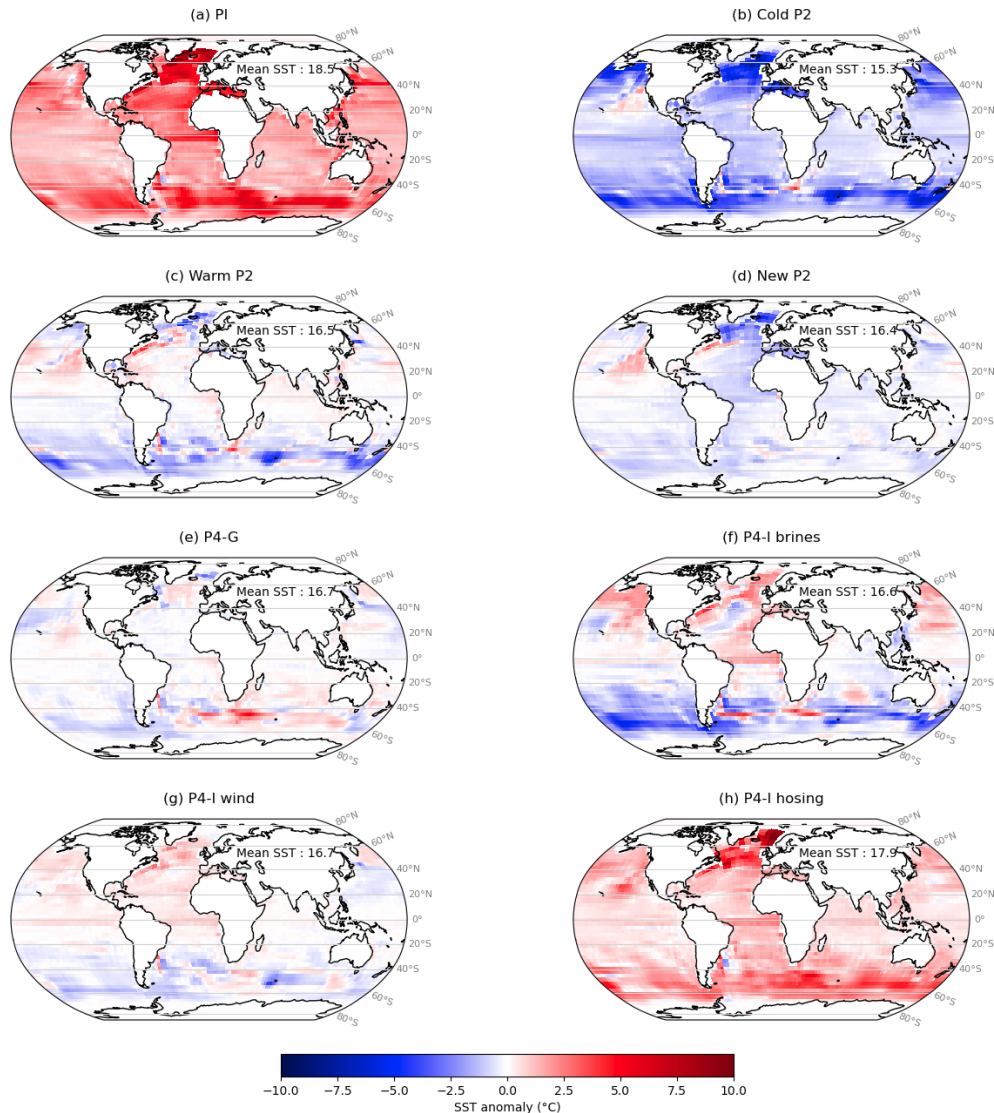 (a) PI
80°N
60°N
Mean SST : 18.5
40°N
20°N
0°
20°S
40°S
60°S
80°S
(b) Cold P2
80°N
60°N
Mean SST : 15.3
40°N
20°N
0°
20°S
40°S
60°S
80°S
(c) Warm P2
80°N
60°N
Mean SST : 16.5
40°N
20°N
0°
20°S
40°S
60°S
80°S
(d) New P2
80°N
60°N
Mean SST : 16.4
40°N
20°N
0°
20°S
40°S
60°S
80°S
(e) P4-G
80°N
60°N
Mean SST : 16.7
40°N
20°N
0°
20°S
40°S
60°S
80°S
(f) P4-I brines
80°N
60°N
Mean SST : 16.6
40°N
20°N
0°
20°S
40°S
60°S
80°S
(g) P4-I wind
80°N
60°N
Mean SST : 16.7
40°N
20°N
0°
20°S
40°S
60°S
80°S
(h) P4-I hosing
80°N
60°N
Mean SST : 17.9
40°N
20°N
0°
20°S
40°S
60°S
80°S
−10.0 −7.5 −5.0 −2.5 0.0 2.5 5.0 7.5 10.0
SST anomaly (°C)